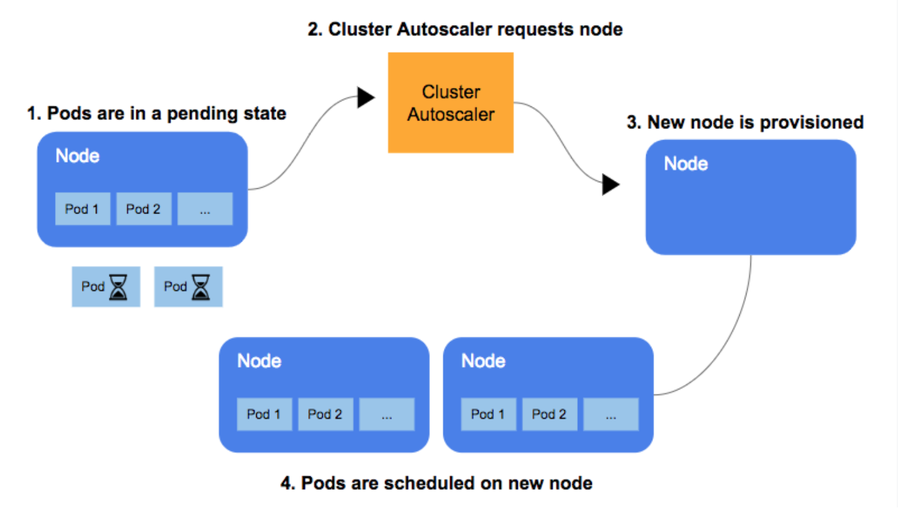 2. Cluster Autoscaler requests node
Cluster
Autoscaler
1. Pods are in a pending state
Node
Pod 1
Pod 2
...
Pod
Pod
3. New node is provisioned
Node
Node
Pod 1
Pod 2
...
Node
Pod 1
Pod 2
...
4. Pods are scheduled on new node